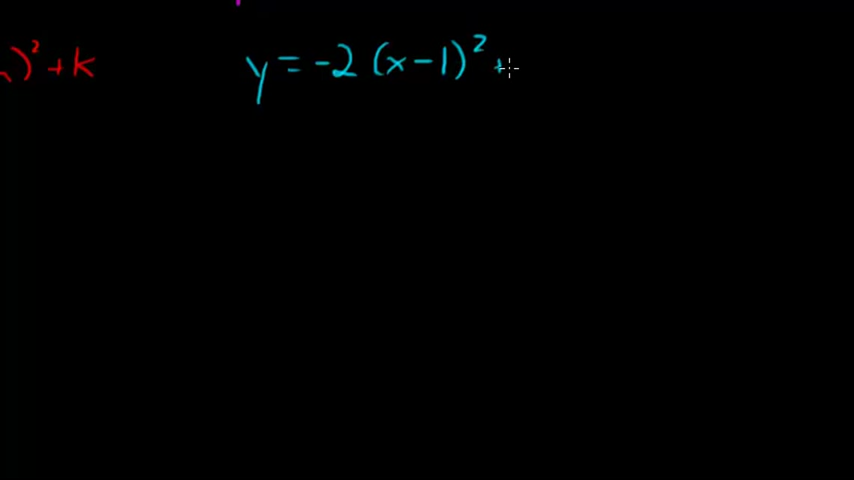 )² + k
y = -2 (x - 1)² +